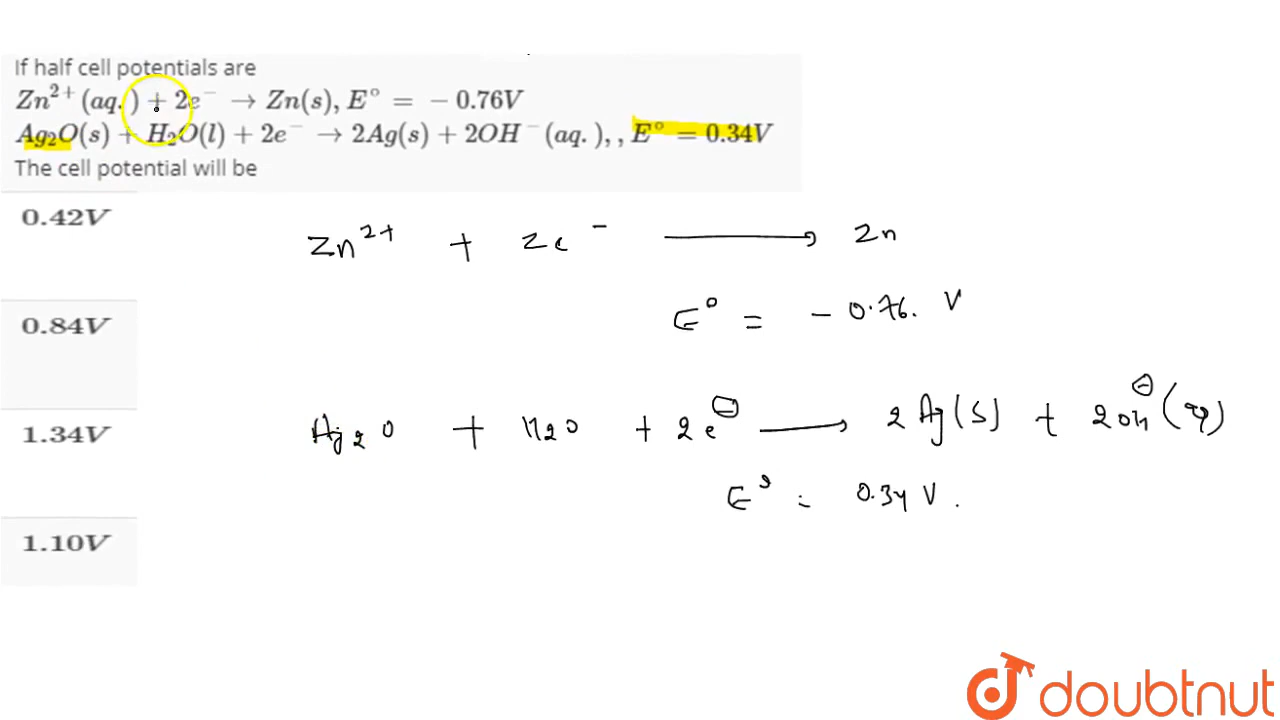 If half cell potentials are
Zn²⁺(aq.) + 2e⁻ → Zn(s), E° = − 0.76V
Ag₂O(s) + H₂O(l) + 2e⁻ → 2Ag(s) + 2OH⁻(aq.), , E° = 0.34V
The cell potential will be
0.42V
Zn²⁺ + 2e⁻ ⟶ Zn
E° = − 0.76. V
0.84V
Ag₂O + H₂O + 2e⊖ ⟶ 2Ag(s) + 2OH⊖(aq)
1.34V
E° = 0.34 V.
1.10V
doubtnut